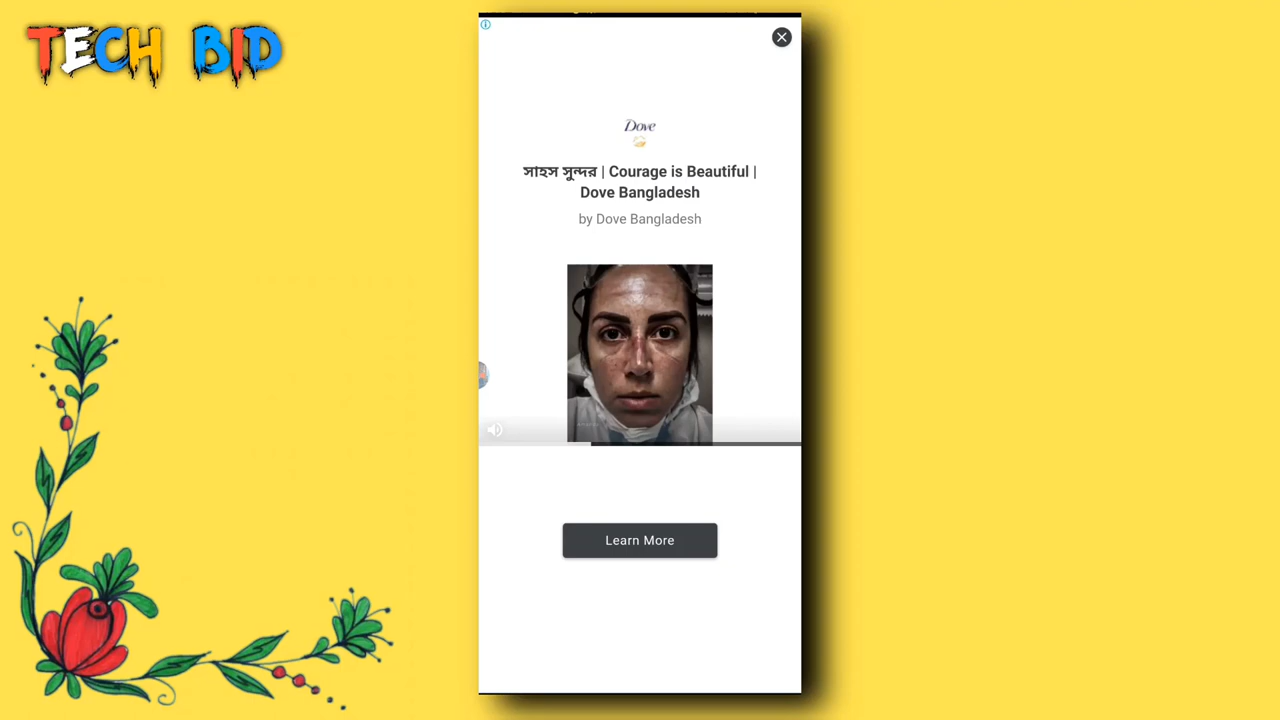 TECH BID
Dove
সাহস সুন্দর | Courage is Beautiful |
Dove Bangladesh
by Dove Bangladesh
Learn More